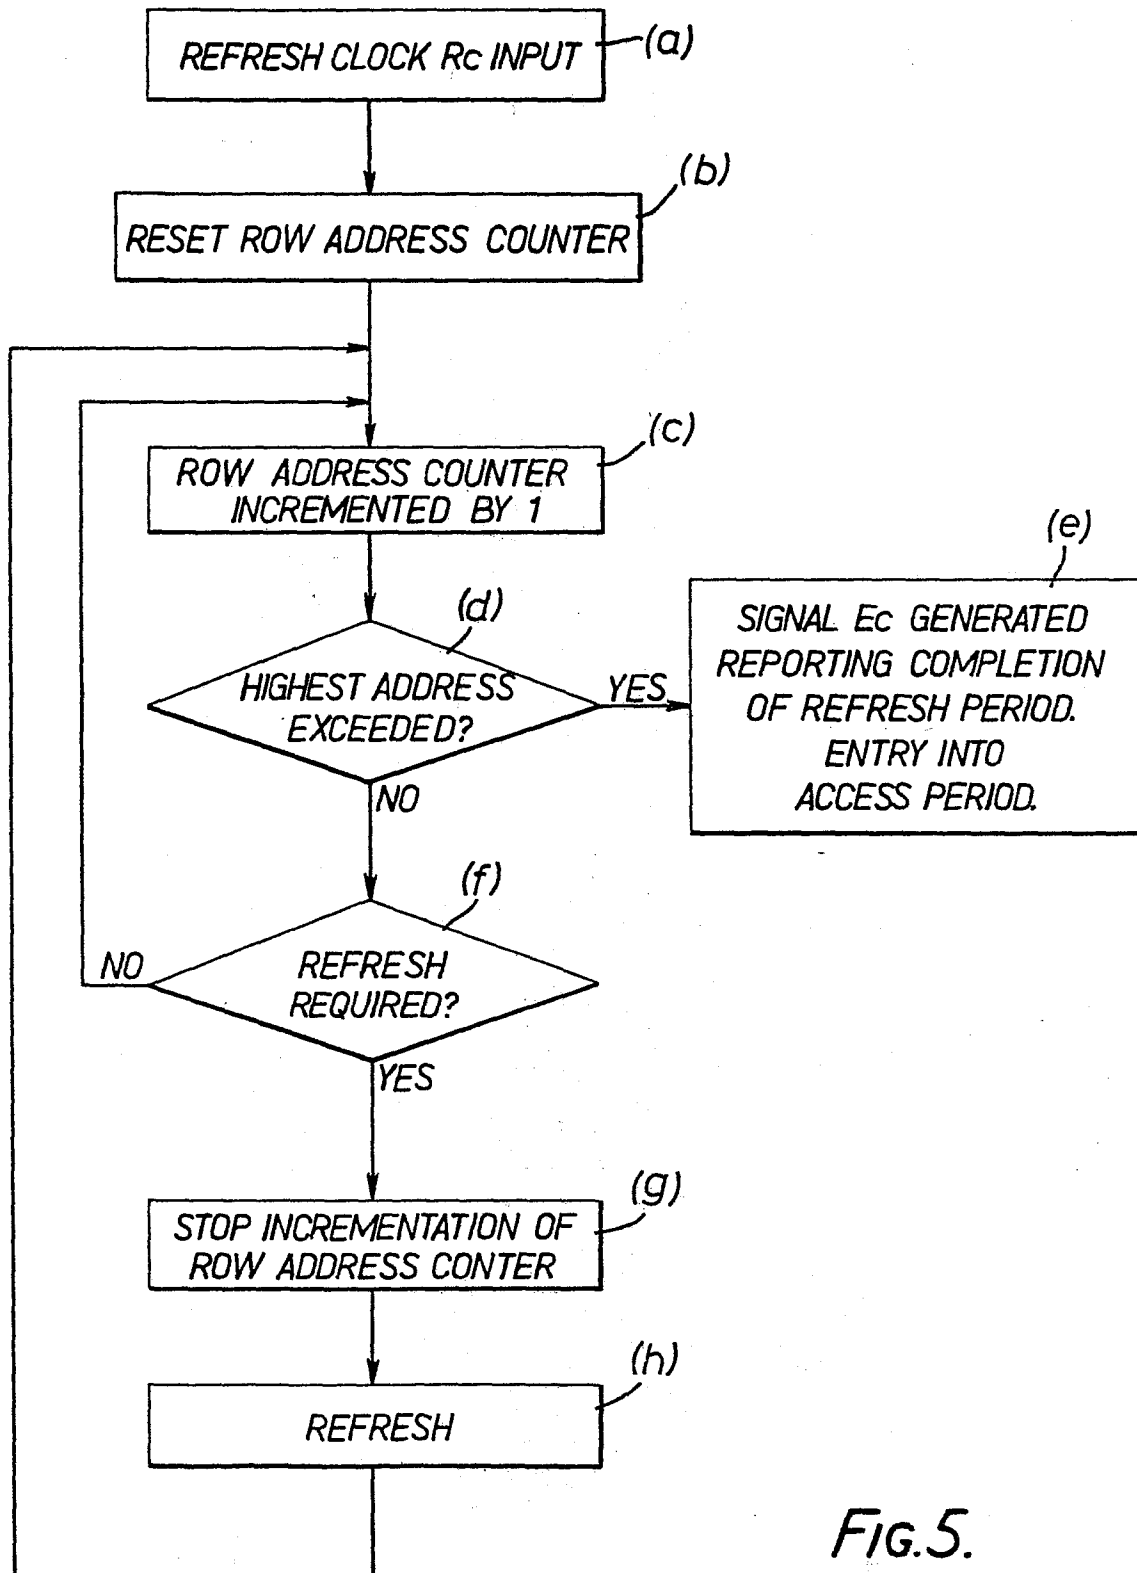 REFRESH CLOCK Rc INPUT
(a)
(b)
RESET ROW ADDRESS COUNTER
(c)
ROW ADDRESS COUNTER
INCREMENTED BY 1
(d)
HIGHEST ADDRESS
EXCEEDED?
YES
NO
(e)
SIGNAL Ec GENERATED
REPORTING COMPLETION
OF REFRESH PERIOD.
ENTRY INTO
ACCESS PERIOD.
(f)
REFRESH
REQUIRED?
NO
YES
(g)
STOP INCREMENTATION OF
ROW ADDRESS CONTER
(h)
REFRESH
FIG.5.